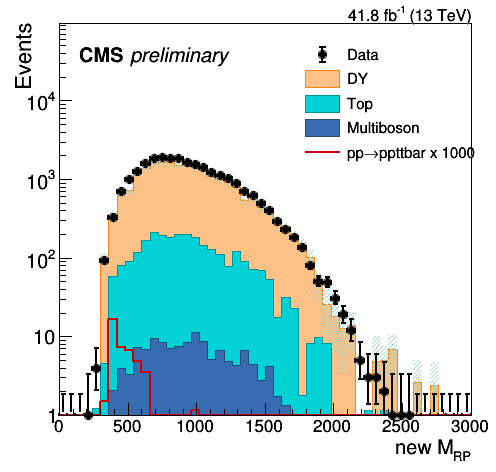 41.8 fb⁻¹ (13 TeV)
Events
CMS preliminary
Data
DY
Top
Multiboson
pp→ppttbar x 1000
10⁴
10³
10²
10
1
0 500 1000 1500 2000 2500 3000
new M_RP